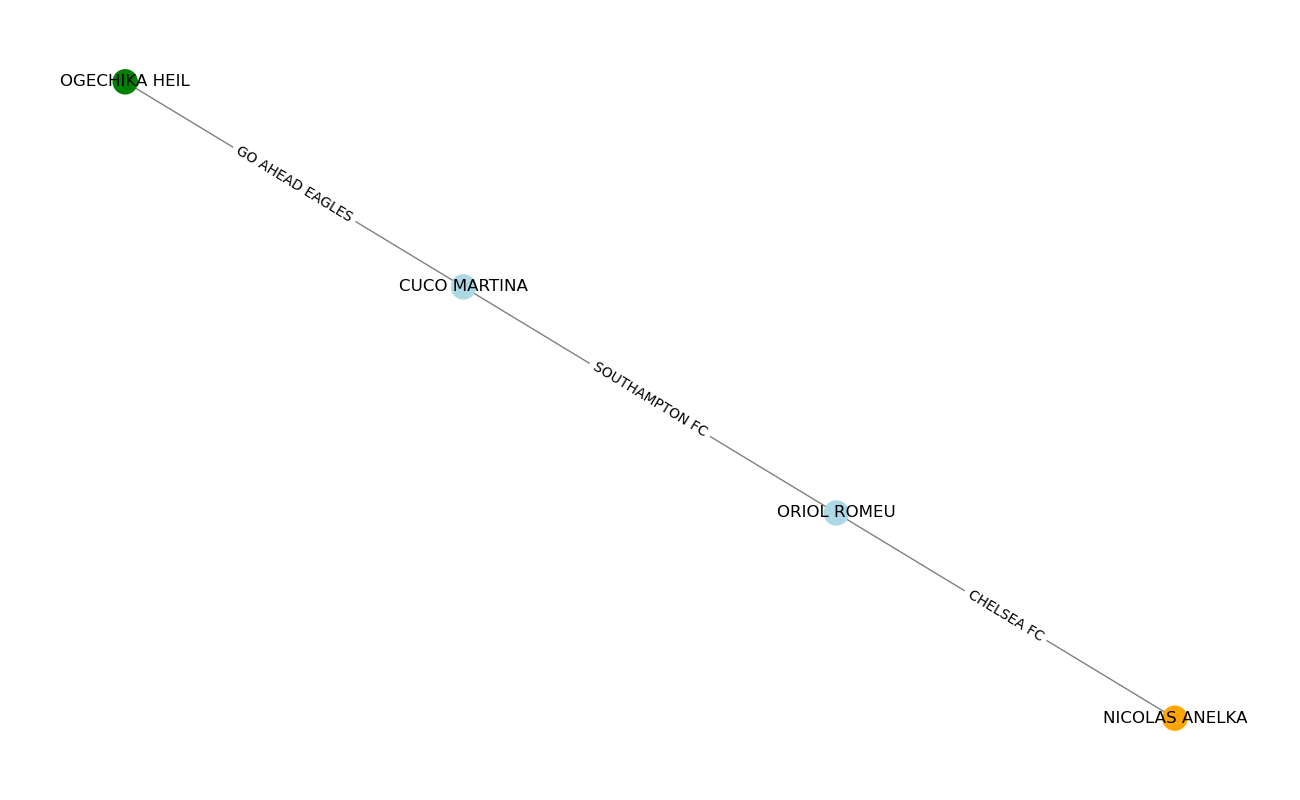 OGECHIKA HEIL
GO AHEAD EAGLES
CUCO MARTINA
SOUTHAMPTON FC
ORIOL ROMEU
CHELSEA FC
NICOLAS ANELKA